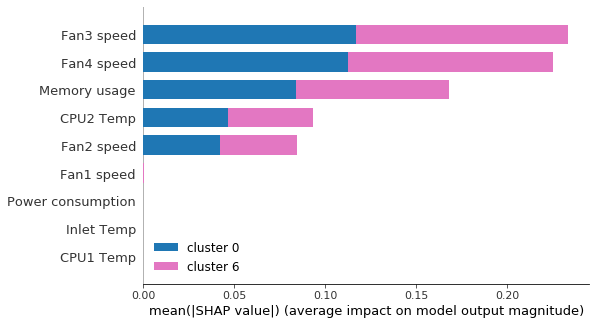 Fan3 speed
Fan4 speed
Memory usage
CPU2 Temp
Fan2 speed
Fan1 speed
Power consumption
Inlet Temp
CPU1 Temp
cluster 0
cluster 6
0.00 0.05 0.10 0.15 0.20
mean(|SHAP value|) (average impact on model output magnitude)